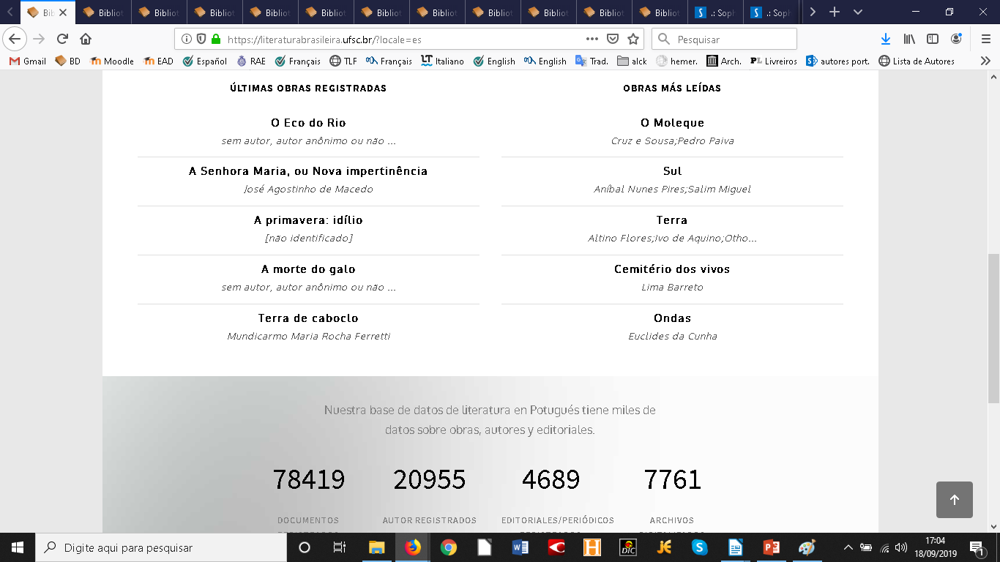 Bibliot
Bibliot
Bibliot
Bibliot
Bibliot
Bibliot
Bibliot
Bibliot
Bibliot
Bibliot
Bibliot
.: Soph
.: Soph
https://literaturabrasileira.ufsc.br/?locale=es
Pesquisar
Gmail BD Moodle EAD Español RAE Français TLF Français Italiano English English Trad. alck hemer. Arch. Livreiros autores port. Lista de Autores
ÚLTIMAS OBRAS REGISTRADAS
O Eco do Rio
sem autor, autor anônimo ou não ...
A Senhora Maria, ou Nova impertinência
José Agostinho de Macedo
A primavera: idílio
[não identificado]
A morte do galo
sem autor, autor anônimo ou não ...
Terra de caboclo
Mundicarmo Maria Rocha Ferretti
OBRAS MÁS LEÍDAS
O Moleque
Cruz e Sousa;Pedro Paiva
Sul
Aníbal Nunes Pires;Salim Miguel
Terra
Altino Flores;Ivo de Aquino;Otho...
Cemitério dos vivos
Lima Barreto
Ondas
Euclides da Cunha
Nuestra base de datos de literatura en Potugués tiene miles de
datos sobre obras, autores y editoriales.
78419 20955 4689 7761
DOCUMENTOS AUTOR REGISTRADOS EDITORIALES/PERIÓDICOS ARCHIVOS
Digite aqui para pesquisar
17:04
18/09/2019